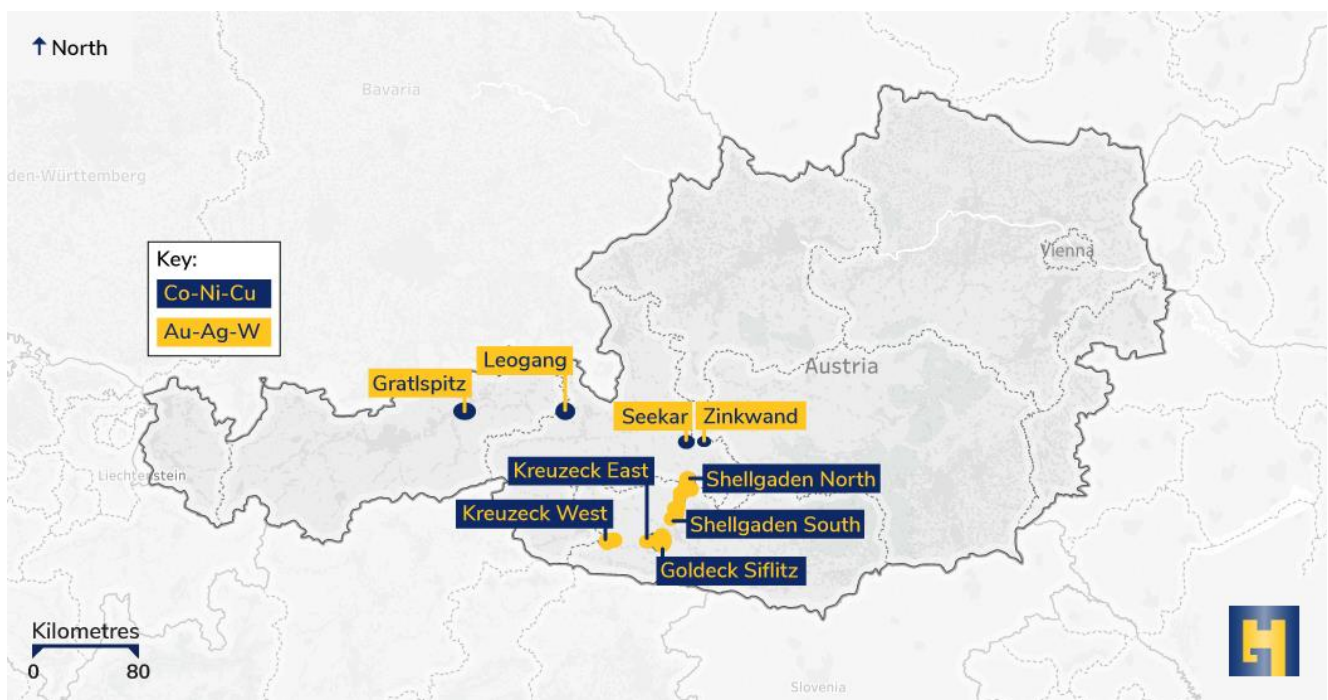 ↑ North
Bavaria
den-Württemberg
Key:
Co-Ni-Cu
Au-Ag-W
Vienna
Leogang
Austria
Gratlspitz
Seekar
Zinkwand
Liechtenstein
Kreuzeck East
Shellgaden North
Kreuzeck West
Shellgaden South
Goldeck Siflitz
Kilometres
0 80
Slovenia
H